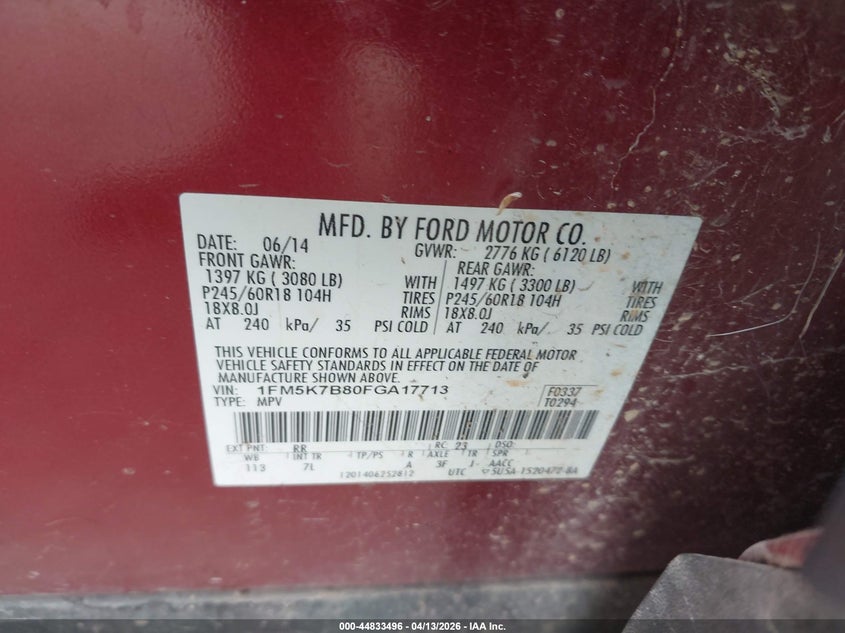 MFD. BY FORD MOTOR CO.
DATE: 06/14 GVWR: 2776 KG ( 6120 LB)
FRONT GAWR: REAR GAWR:
1397 KG ( 3080 LB) WITH 1497 KG ( 3300 LB) WITH
P245/60R18 104H TIRES P245/60R18 104H TIRES
18X8.0J RIMS 18X8.0J RIMS
AT 240 kPa/ 35 PSI COLD AT 240 kPa/ 35 PSI COLD
THIS VEHICLE CONFORMS TO ALL APPLICABLE FEDERAL MOTOR
VEHICLE SAFETY STANDARDS IN EFFECT ON THE DATE OF
MANUFACTURE SHOWN ABOVE.
VIN: 1FM5K7B80FGA17713 F0337
TYPE: MPV T0294
EXT PNT: RR RC: 23 DSO:
WB INT TR TP/PS R AXLE TR SPR
113 7L A 3F J- AACC
1201406252812 UTC 5U5A-1520472-BA
000-44833496 - 04/13/2026 - IAA Inc.